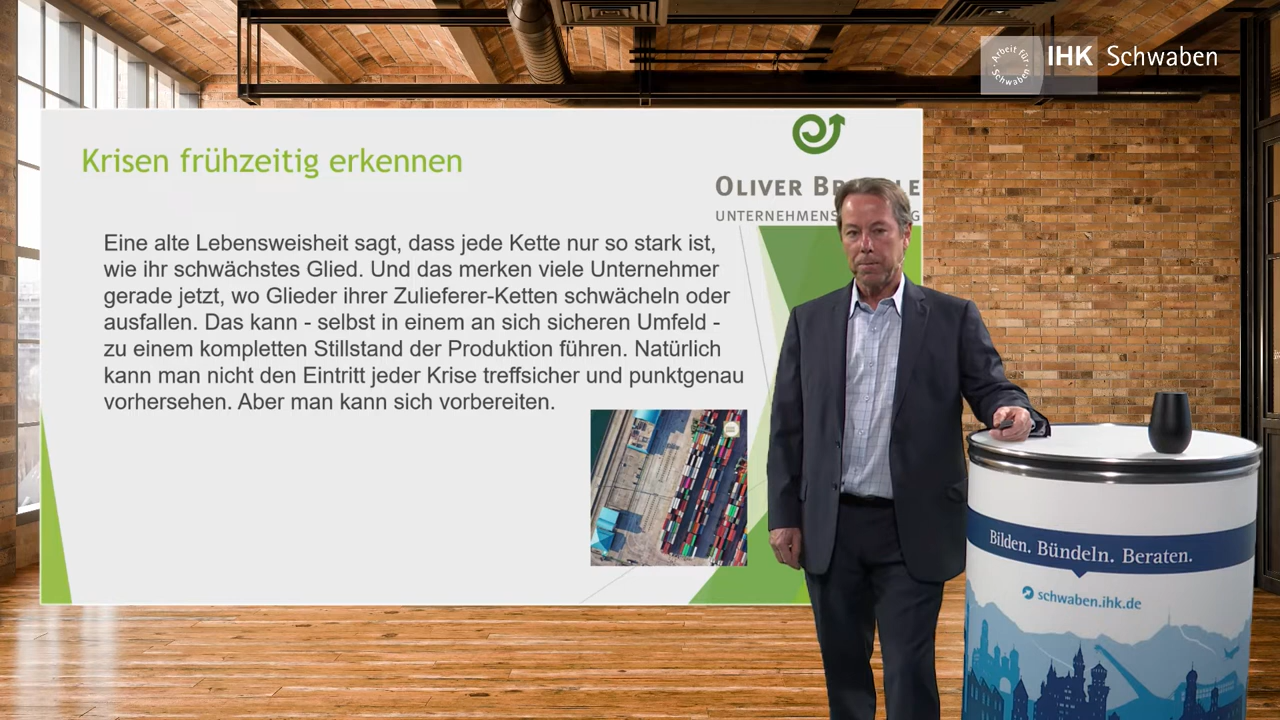 Arbeit für
Schwaben
IHK Schwaben
Krisen frühzeitig erkennen
OLIVER
UNTERNEHMENS
Eine alte Lebensweisheit sagt, dass jede Kette nur so stark ist,
wie ihr schwächstes Glied. Und das merken viele Unternehmer
gerade jetzt, wo Glieder ihrer Zulieferer-Ketten schwächeln oder
ausfallen. Das kann - selbst in einem an sich sicheren Umfeld -
zu einem kompletten Stillstand der Produktion führen. Natürlich
kann man nicht den Eintritt jeder Krise treffsicher und punktgenau
vorhersehen. Aber man kann sich vorbereiten.
Bilden. Bündeln. Beraten.
schwaben.ihk.de